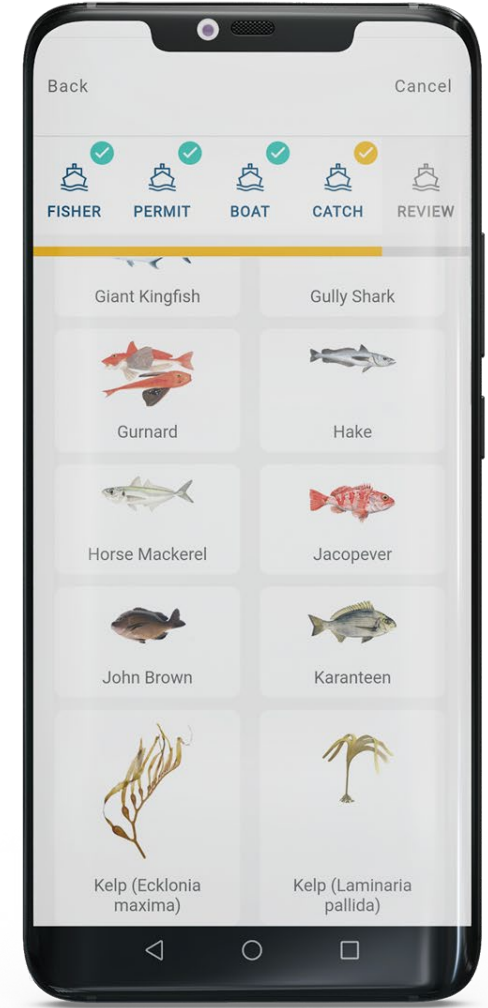 Back
Cancel
FISHER
PERMIT
BOAT
CATCH
REVIEW
Giant Kingfish
Gully Shark
Gurnard
Hake
Horse Mackerel
Jacopever
John Brown
Karanteen
Kelp (Ecklonia
maxima)
Kelp (Laminaria
pallida)